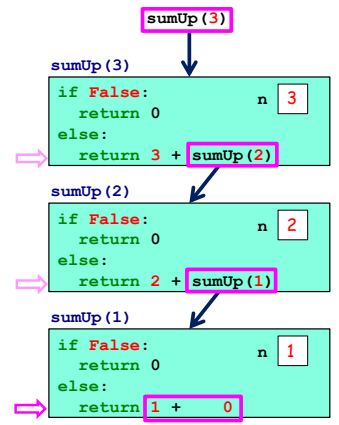 sumUp(3)
sumUp(3)
if False: n 3
return 0
else:
return 3 + sumUp(2)
sumUp(2)
if False: n 2
return 0
else:
return 2 + sumUp(1)
sumUp(1)
if False: n 1
return 0
else:
return 1 + 0